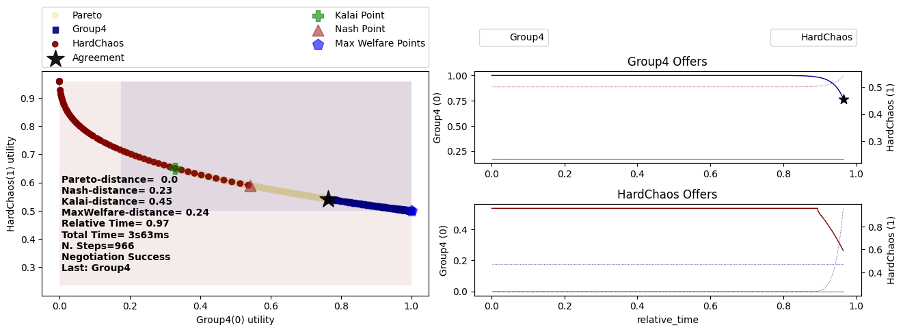 Pareto
Group4
HardChaos
Agreement
Kalai Point
Nash Point
Max Welfare Points
HardChaos(1) utility
0.9
0.8
0.7
0.6
0.5
0.4
0.3
Pareto-distance= 0.0
Nash-distance= 0.23
Kalai-distance= 0.45
MaxWelfare-distance= 0.24
Relative Time= 0.97
Total Time= 3s63ms
N. Steps=966
Negotiation Success
Last: Group4
0.0 0.2 0.4 0.6 0.8 1.0
Group4(0) utility
Group4
HardChaos
Group4 Offers
Group4 (0)
1.00
0.75
0.50
0.25
0.5
0.4
0.3
HardChaos (1)
0.0 0.2 0.4 0.6 0.8 1.0
HardChaos Offers
Group4 (0)
0.4
0.2
0.0
0.8
0.6
0.4
HardChaos (1)
0.0 0.2 0.4 0.6 0.8 1.0
relative_time